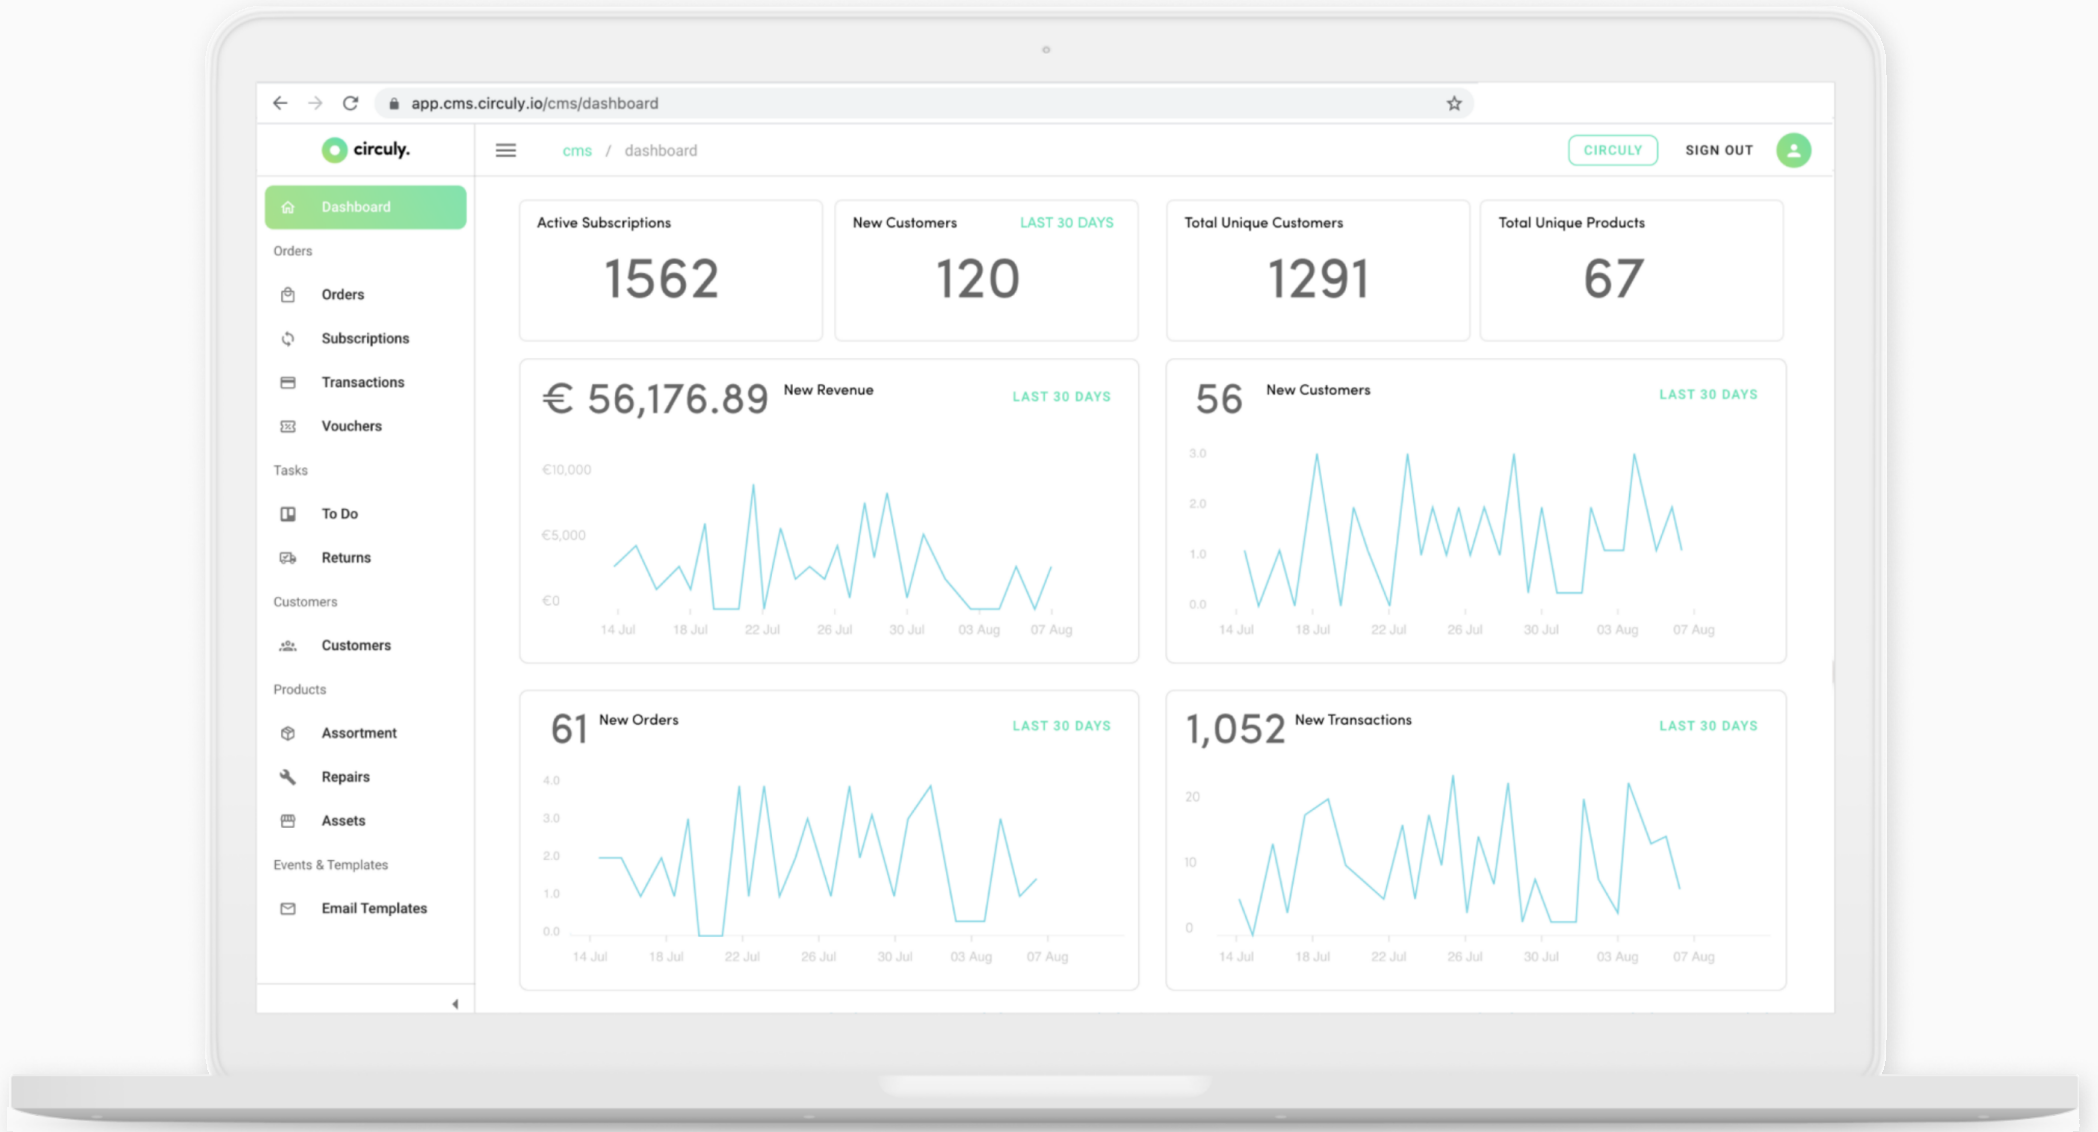 app.cms.circuly.io/cms/dashboard
circuly.
cms / dashboard
CIRCULY
SIGN OUT
Dashboard
Orders
Orders
Subscriptions
Transactions
Vouchers
Tasks
To Do
Returns
Customers
Customers
Products
Assortment
Repairs
Assets
Events & Templates
Email Templates
Active Subscriptions
1562
New Customers LAST 30 DAYS
120
Total Unique Customers
1291
Total Unique Products
67
€ 56,176.89 New Revenue LAST 30 DAYS
€10,000
€5,000
€0
14 Jul 18 Jul 22 Jul 26 Jul 30 Jul 03 Aug 07 Aug
56 New Customers LAST 30 DAYS
3.0
2.0
1.0
0.0
14 Jul 18 Jul 22 Jul 26 Jul 30 Jul 03 Aug 07 Aug
61 New Orders LAST 30 DAYS
4.0
3.0
2.0
1.0
0.0
14 Jul 18 Jul 22 Jul 26 Jul 30 Jul 03 Aug 07 Aug
1,052 New Transactions LAST 30 DAYS
20
10
0
14 Jul 18 Jul 22 Jul 26 Jul 30 Jul 03 Aug 07 Aug